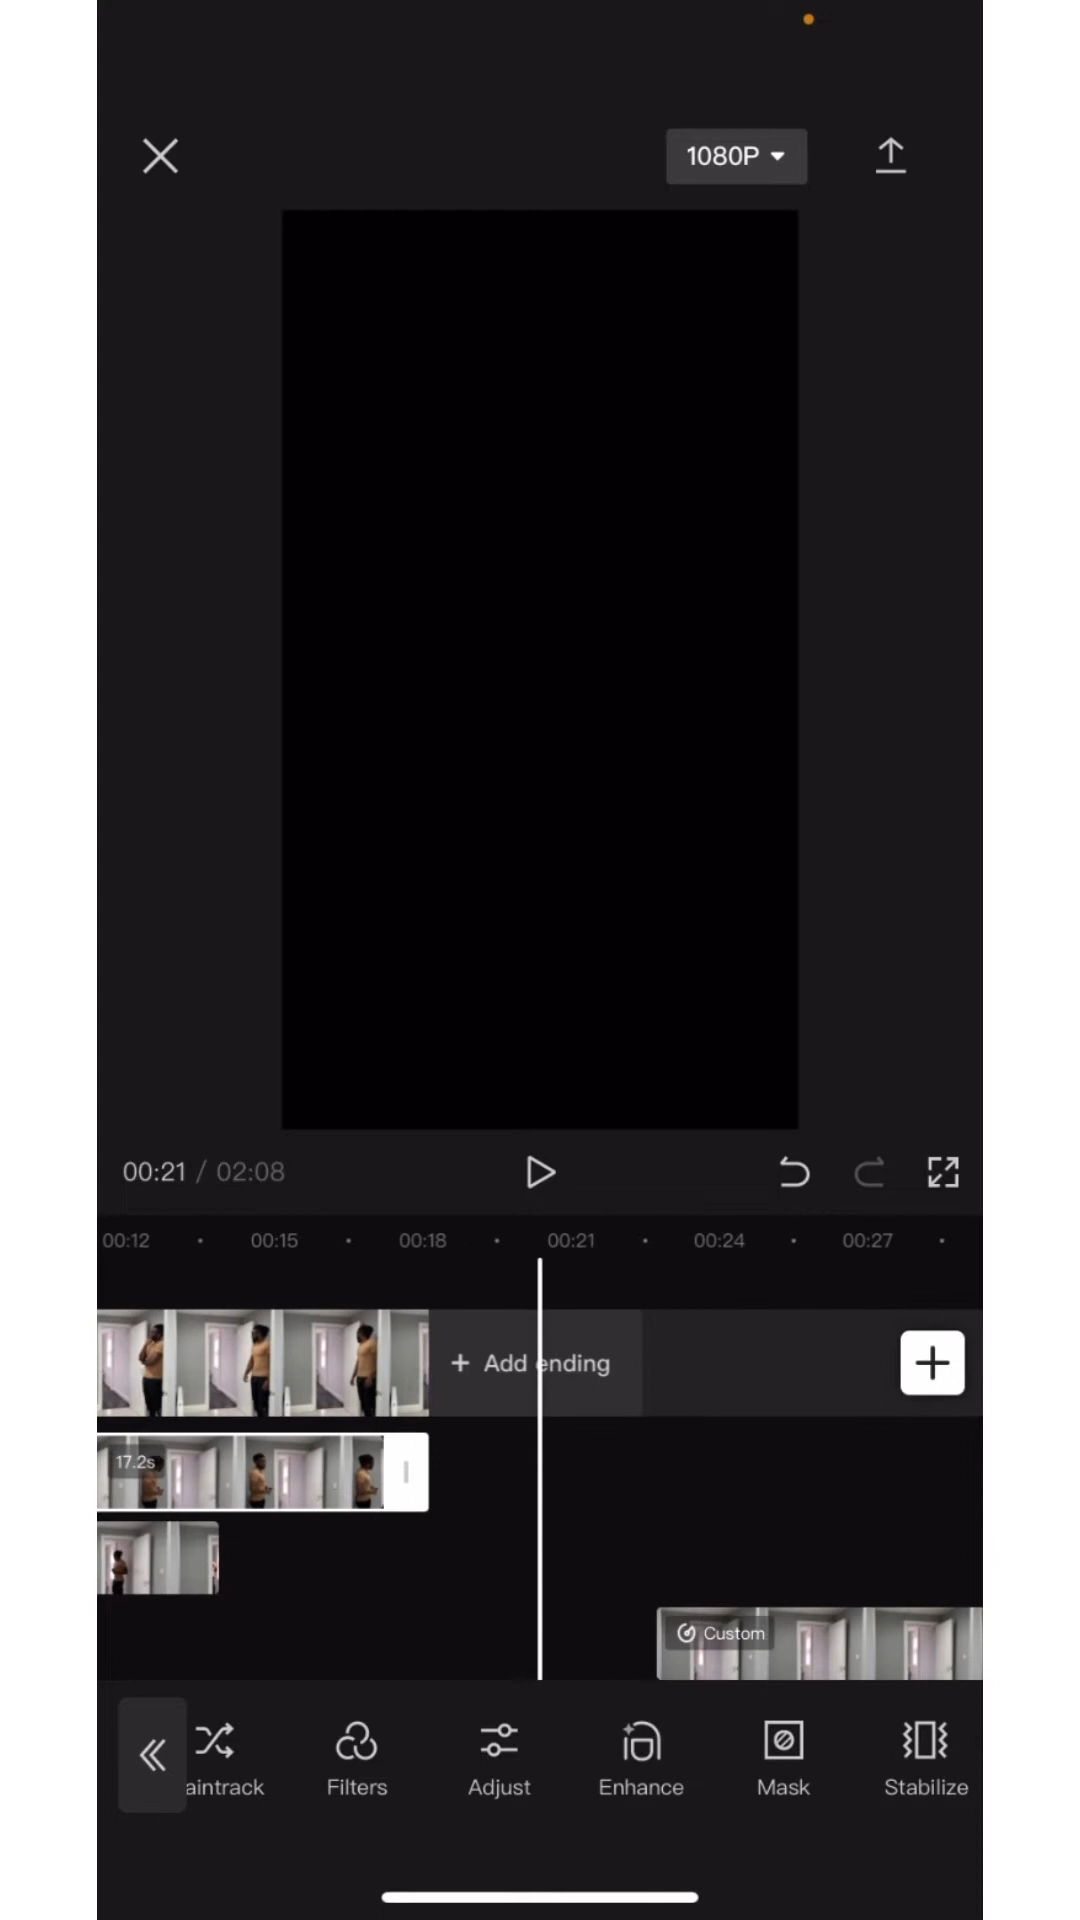 1080P
00:21 / 02:08
00:12 · 00:15 · 00:18 · 00:21 · 00:24 · 00:27 ·
+ Add ending
17.2s
Custom
aintrack Filters Adjust Enhance Mask Stabilize